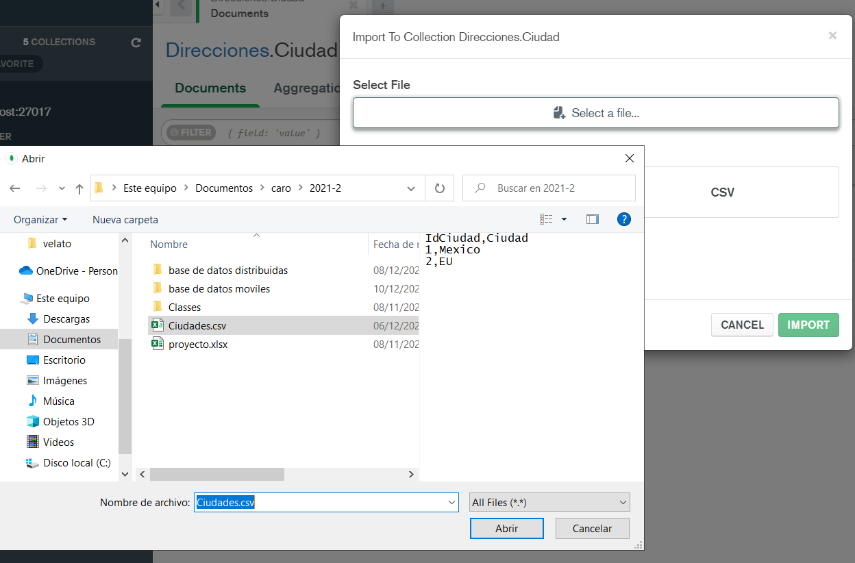 Direcciones.Ciudad
Documents
5 COLLECTIONS
AVORITE
Direcciones.Ciudad
ost:27017
ER
Documents
Aggregatio
FILTER
{ field: 'value' }
Import To Collection Direcciones.Ciudad
Select File
Select a file...
CSV
CANCEL
IMPORT
Abrir
Este equipo > Documentos > caro > 2021-2
Buscar en 2021-2
Organizar
Nueva carpeta
velato
OneDrive - Person
Este equipo
Descargas
Documentos
Escritorio
Imágenes
Música
Objetos 3D
Videos
Disco local (C:)
Nombre
Fecha de
base de datos distribuidas 08/12/202
base de datos moviles 10/12/202
Classes 08/11/202
Ciudades.csv 06/12/202
proyecto.xlsx 08/11/202
IdCiudad,Ciudad
1,Mexico
2,EU
Nombre de archivo:
Ciudades.csv
All Files (*.*)
Abrir
Cancelar